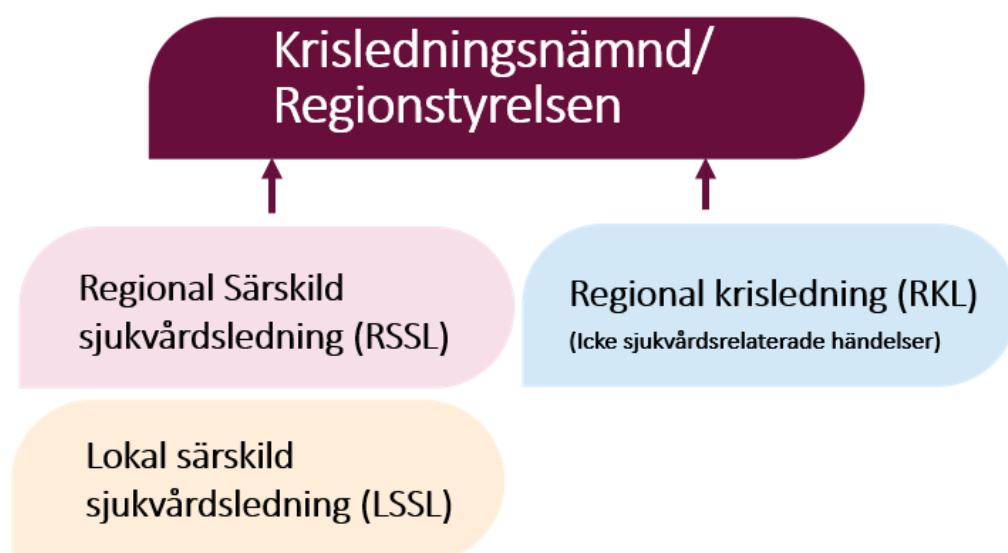 Krisledningsnämnd/
Regionstyrelsen
Regional Särskild
sjukvårdsledning (RSSL)
Regional krisledning (RKL)
(Icke sjukvårdsrelaterade händelser)
Lokal särskild
sjukvårdsledning (LSSL)